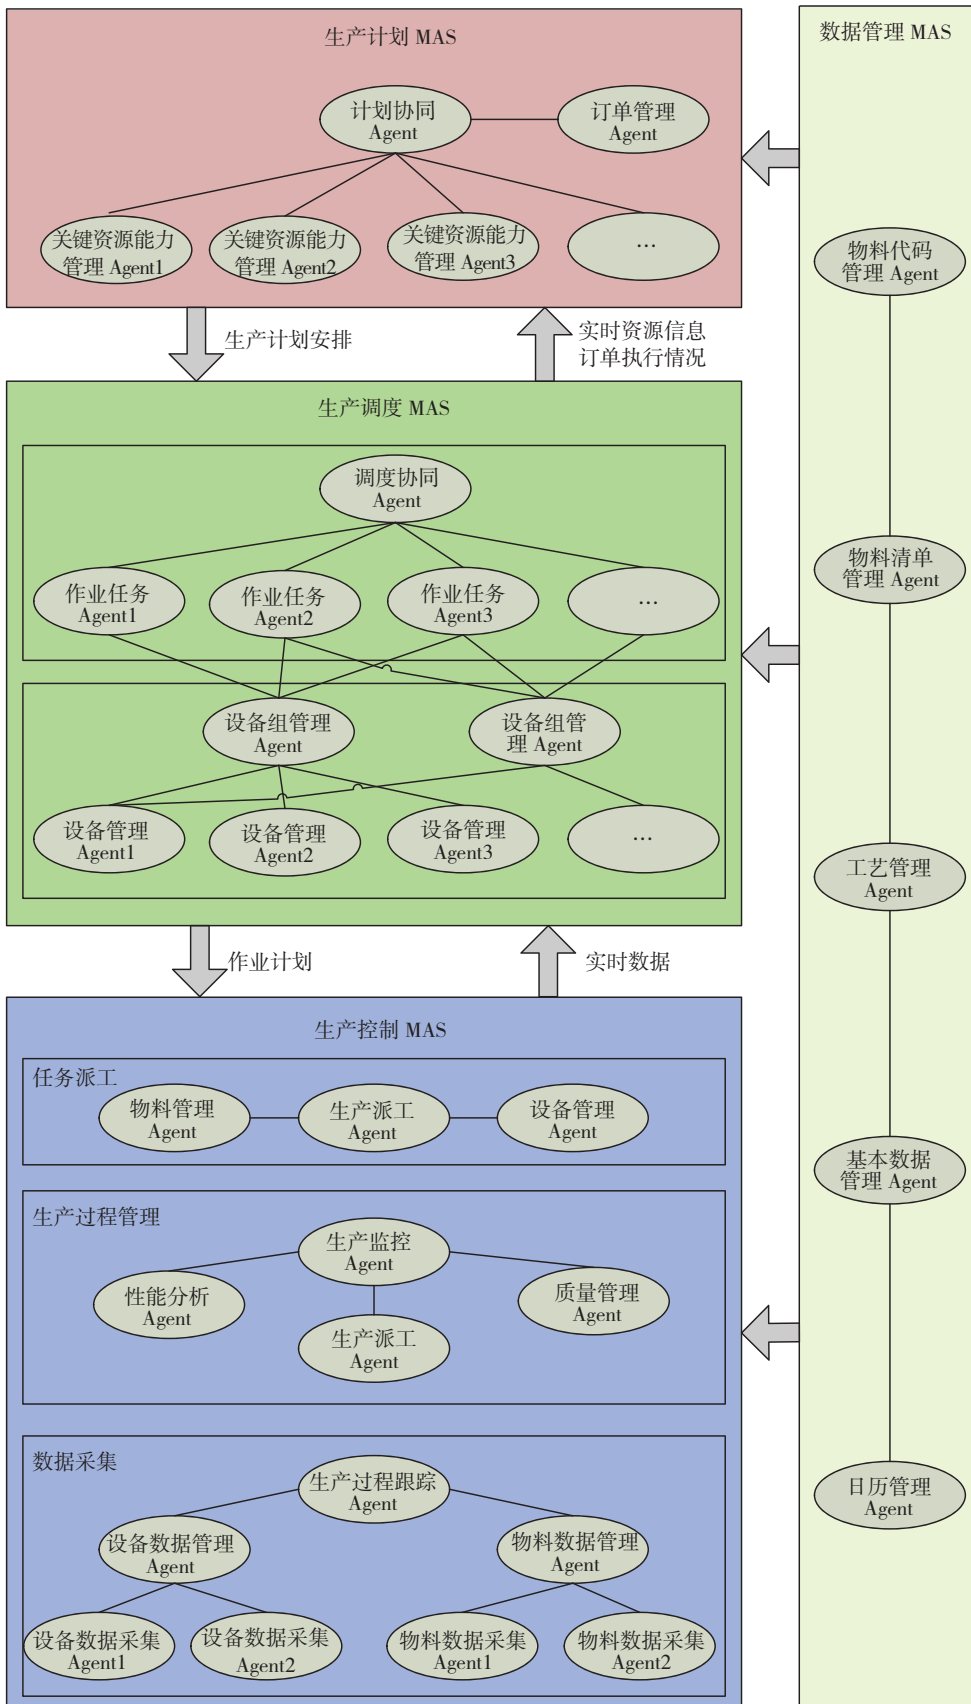 生产计划 MAS
计划协同
Agent
订单管理
Agent
关键资源能力
管理 Agent1
关键资源能力
管理 Agent2
关键资源能力
管理 Agent3
…
生产计划安排
实时资源信息
订单执行情况
生产调度 MAS
调度协同
Agent
作业任务
Agent1
作业任务
Agent2
作业任务
Agent3
…
设备组管理
Agent
设备组管
理 Agent
设备管理
Agent1
设备管理
Agent2
设备管理
Agent3
…
作业计划
实时数据
生产控制 MAS
任务派工
物料管理
Agent
生产派工
Agent
设备管理
Agent
生产过程管理
生产监控
Agent
性能分析
Agent
质量管理
Agent
生产派工
Agent
数据采集
生产过程跟踪
Agent
设备数据管理
Agent
物料数据管理
Agent
设备数据采集
Agent1
设备数据采集
Agent2
物料数据采集
Agent1
物料数据采集
Agent2
数据管理 MAS
物料代码
管理 Agent
物料清单
管理 Agent
工艺管理
Agent
基本数据
管理 Agent
日历管理
Agent